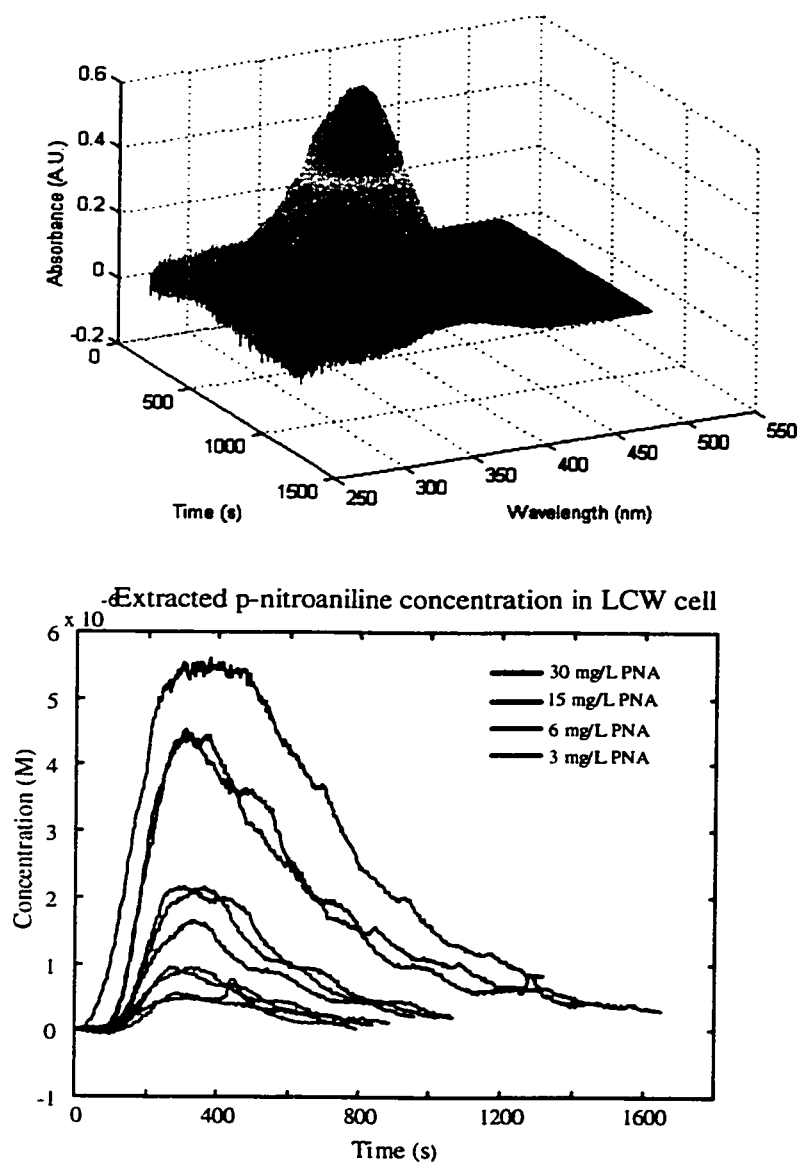 0.6
0.4
0.2
0
-0.2
Absorbance (A.U.)
0
500
1000
1500
Time (s)
250
300
350
400
450
500
550
Wavelength (nm)
Extracted p-nitroaniline concentration in LCW cell
x 10
6
5
4
3
2
1
0
-1
Concentration (M)
30 mg/L PNA
15 mg/L PNA
6 mg/L PNA
3 mg/L PNA
0
400
800
1200
1600
Time (s)